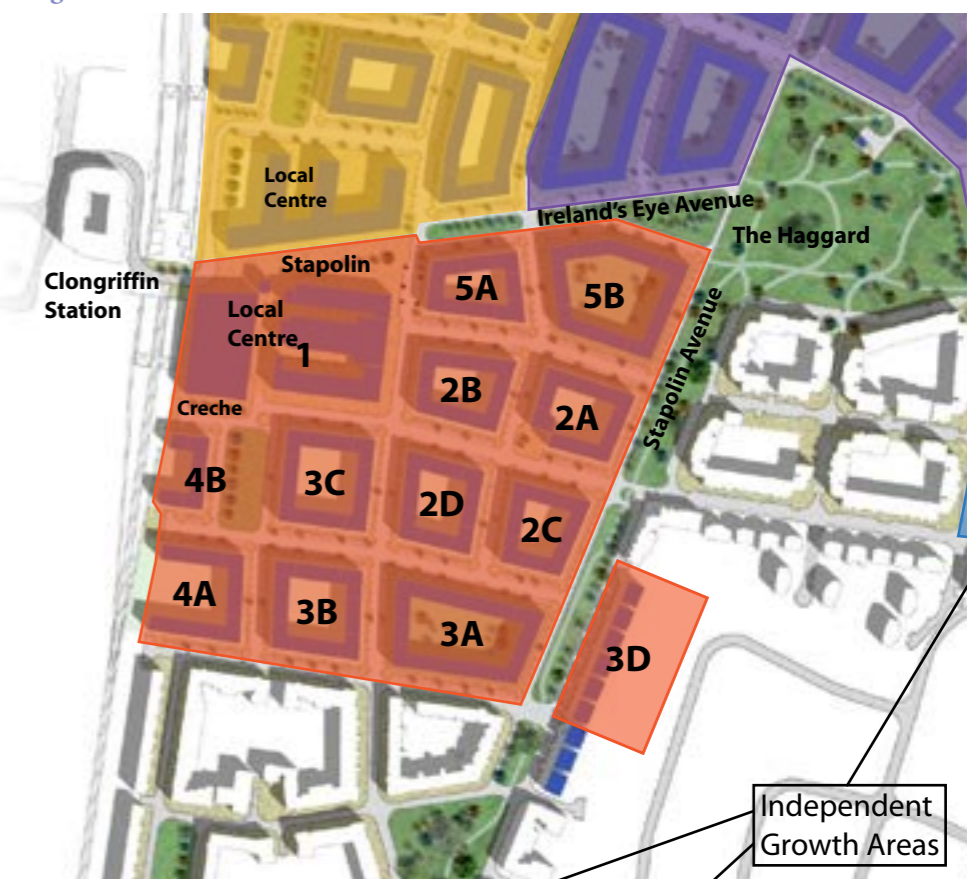 Local
Centre
Ireland's Eye Avenue
The Haggard
Stapolin
Clongriffin
Station
5A
5B
Local
Centre
1
Stapolin Avenue
2B
2A
Creche
4B
3C
2D
2C
4A
3B
3A
3D
Independent
Growth Areas